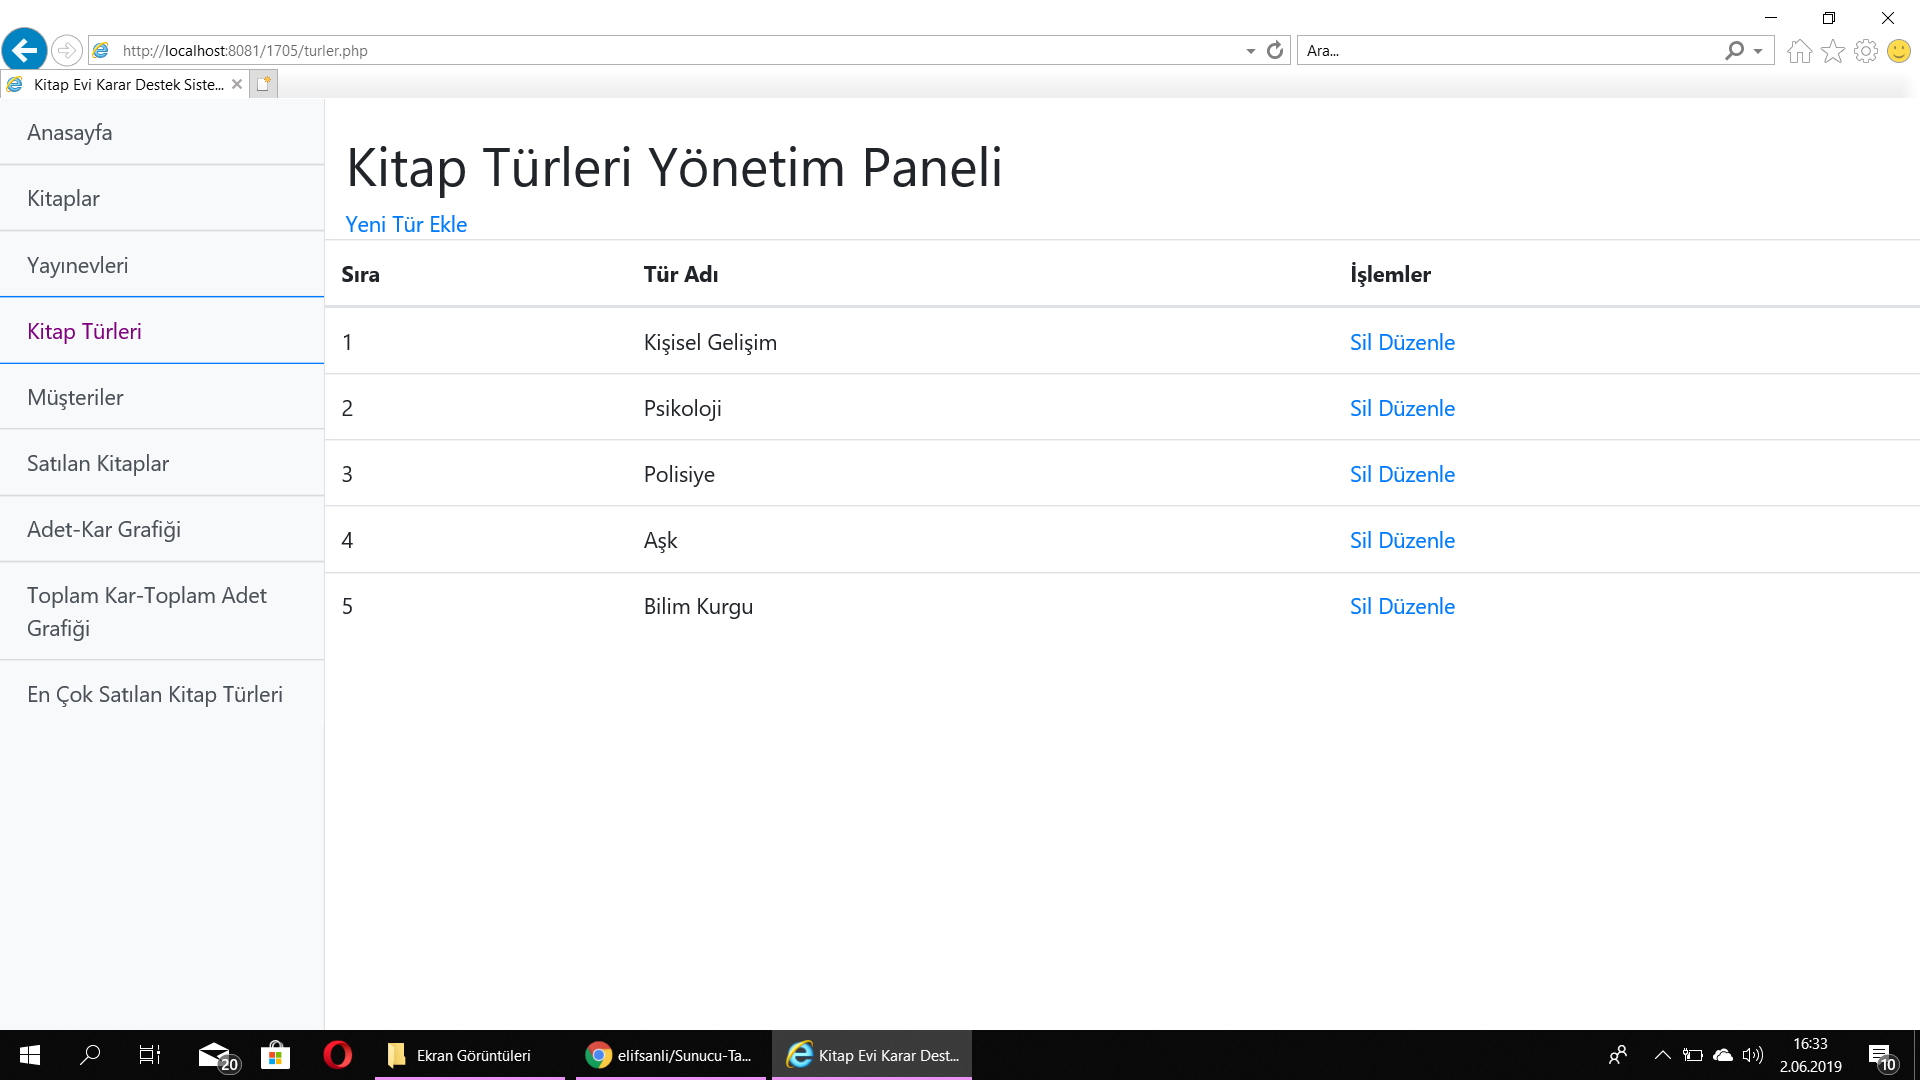 http://localhost:8081/1705/turler.php
Ara...
Kitap Evi Karar Destek Siste...
Anasayfa
Kitaplar
Yayınevleri
Kitap Türleri
Müşteriler
Satılan Kitaplar
Adet-Kar Grafiği
Toplam Kar-Toplam Adet
Grafiği
En Çok Satılan Kitap Türleri
Kitap Türleri Yönetim Paneli
Yeni Tür Ekle
Sıra Tür Adı İşlemler
1 Kişisel Gelişim Sil Düzenle
2 Psikoloji Sil Düzenle
3 Polisiye Sil Düzenle
4 Aşk Sil Düzenle
5 Bilim Kurgu Sil Düzenle
20
Ekran Görüntüleri
elifsanli/Sunucu-Ta...
Kitap Evi Karar Dest...
16:33
2.06.2019
10